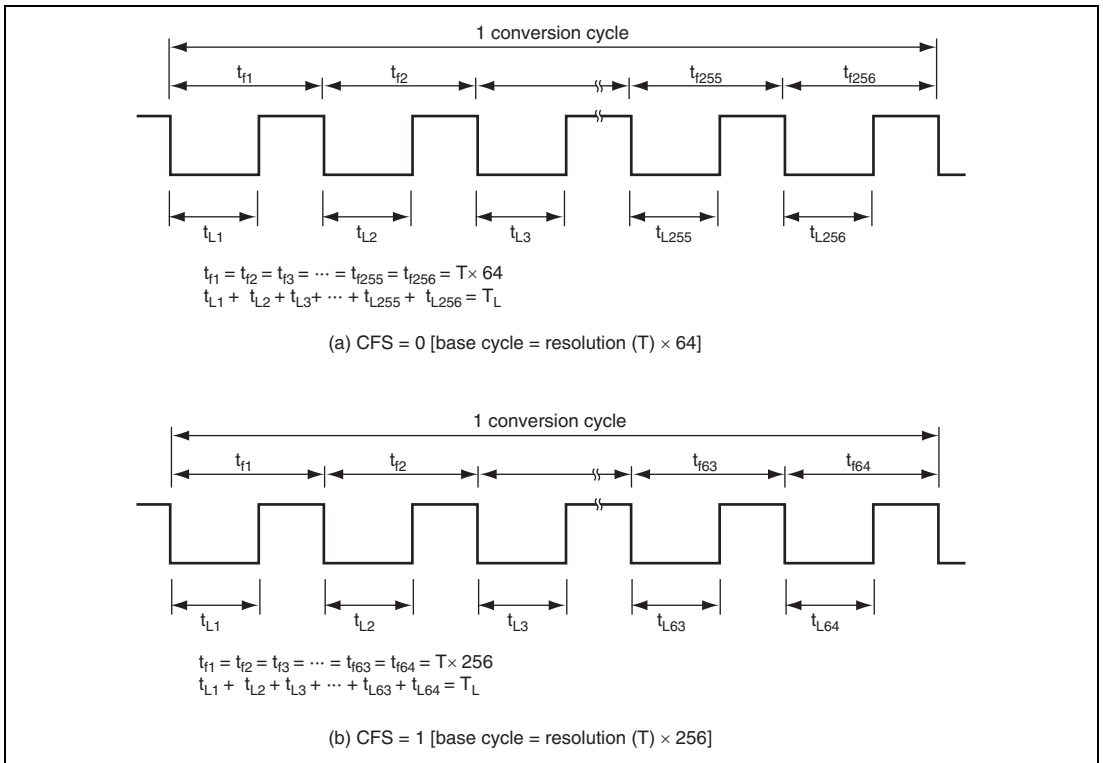 1 conversion cycle
tf1 tf2 tf255 tf256
tL1 tL2 tL3 tL255 tL256
tf1 = tf2 = tf3 = ··· = tf255 = tf256 = T× 64
tL1 + tL2 + tL3+ ··· + tL255 + tL256 = TL
(a) CFS = 0 [base cycle = resolution (T) × 64]
1 conversion cycle
tf1 tf2 tf63 tf64
tL1 tL2 tL3 tL63 tL64
tf1 = tf2 = tf3 = ··· = tf63 = tf64 = T× 256
tL1 + tL2 + tL3 + ··· + tL63 + tL64 = TL
(b) CFS = 1 [base cycle = resolution (T) × 256]